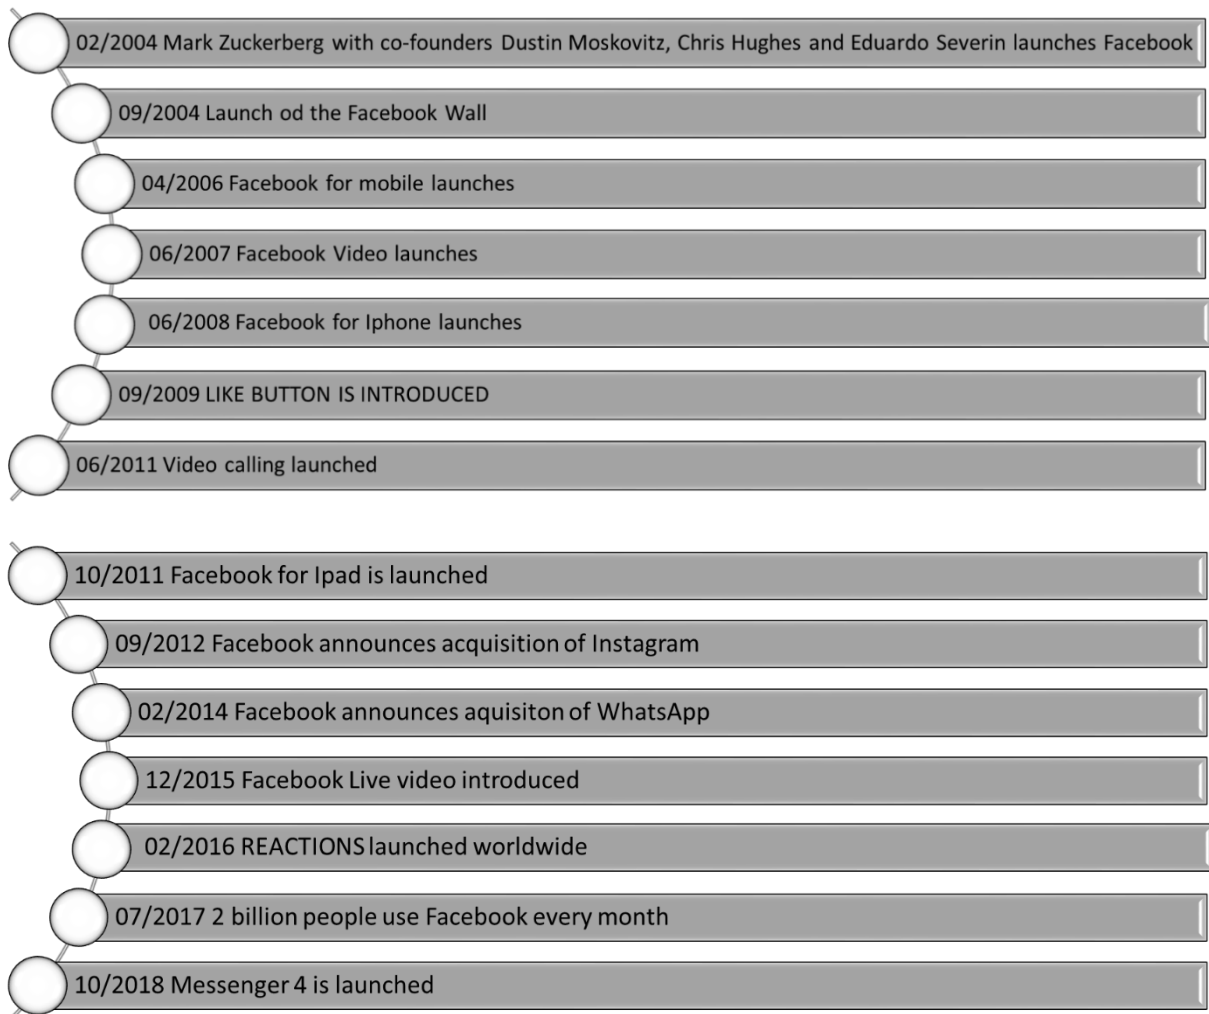 02/2004 Mark Zuckerberg with co-founders Dustin Moskovitz, Chris Hughes and Eduardo Severin launches Facebook
09/2004 Launch od the Facebook Wall
04/2006 Facebook for mobile launches
06/2007 Facebook Video launches
06/2008 Facebook for Iphone launches
09/2009 LIKE BUTTON IS INTRODUCED
06/2011 Video calling launched
10/2011 Facebook for Ipad is launched
09/2012 Facebook announces acquisition of Instagram
02/2014 Facebook announces aquisiton of WhatsApp
12/2015 Facebook Live video introduced
02/2016 REACTIONS launched worldwide
07/2017 2 billion people use Facebook every month
10/2018 Messenger 4 is launched